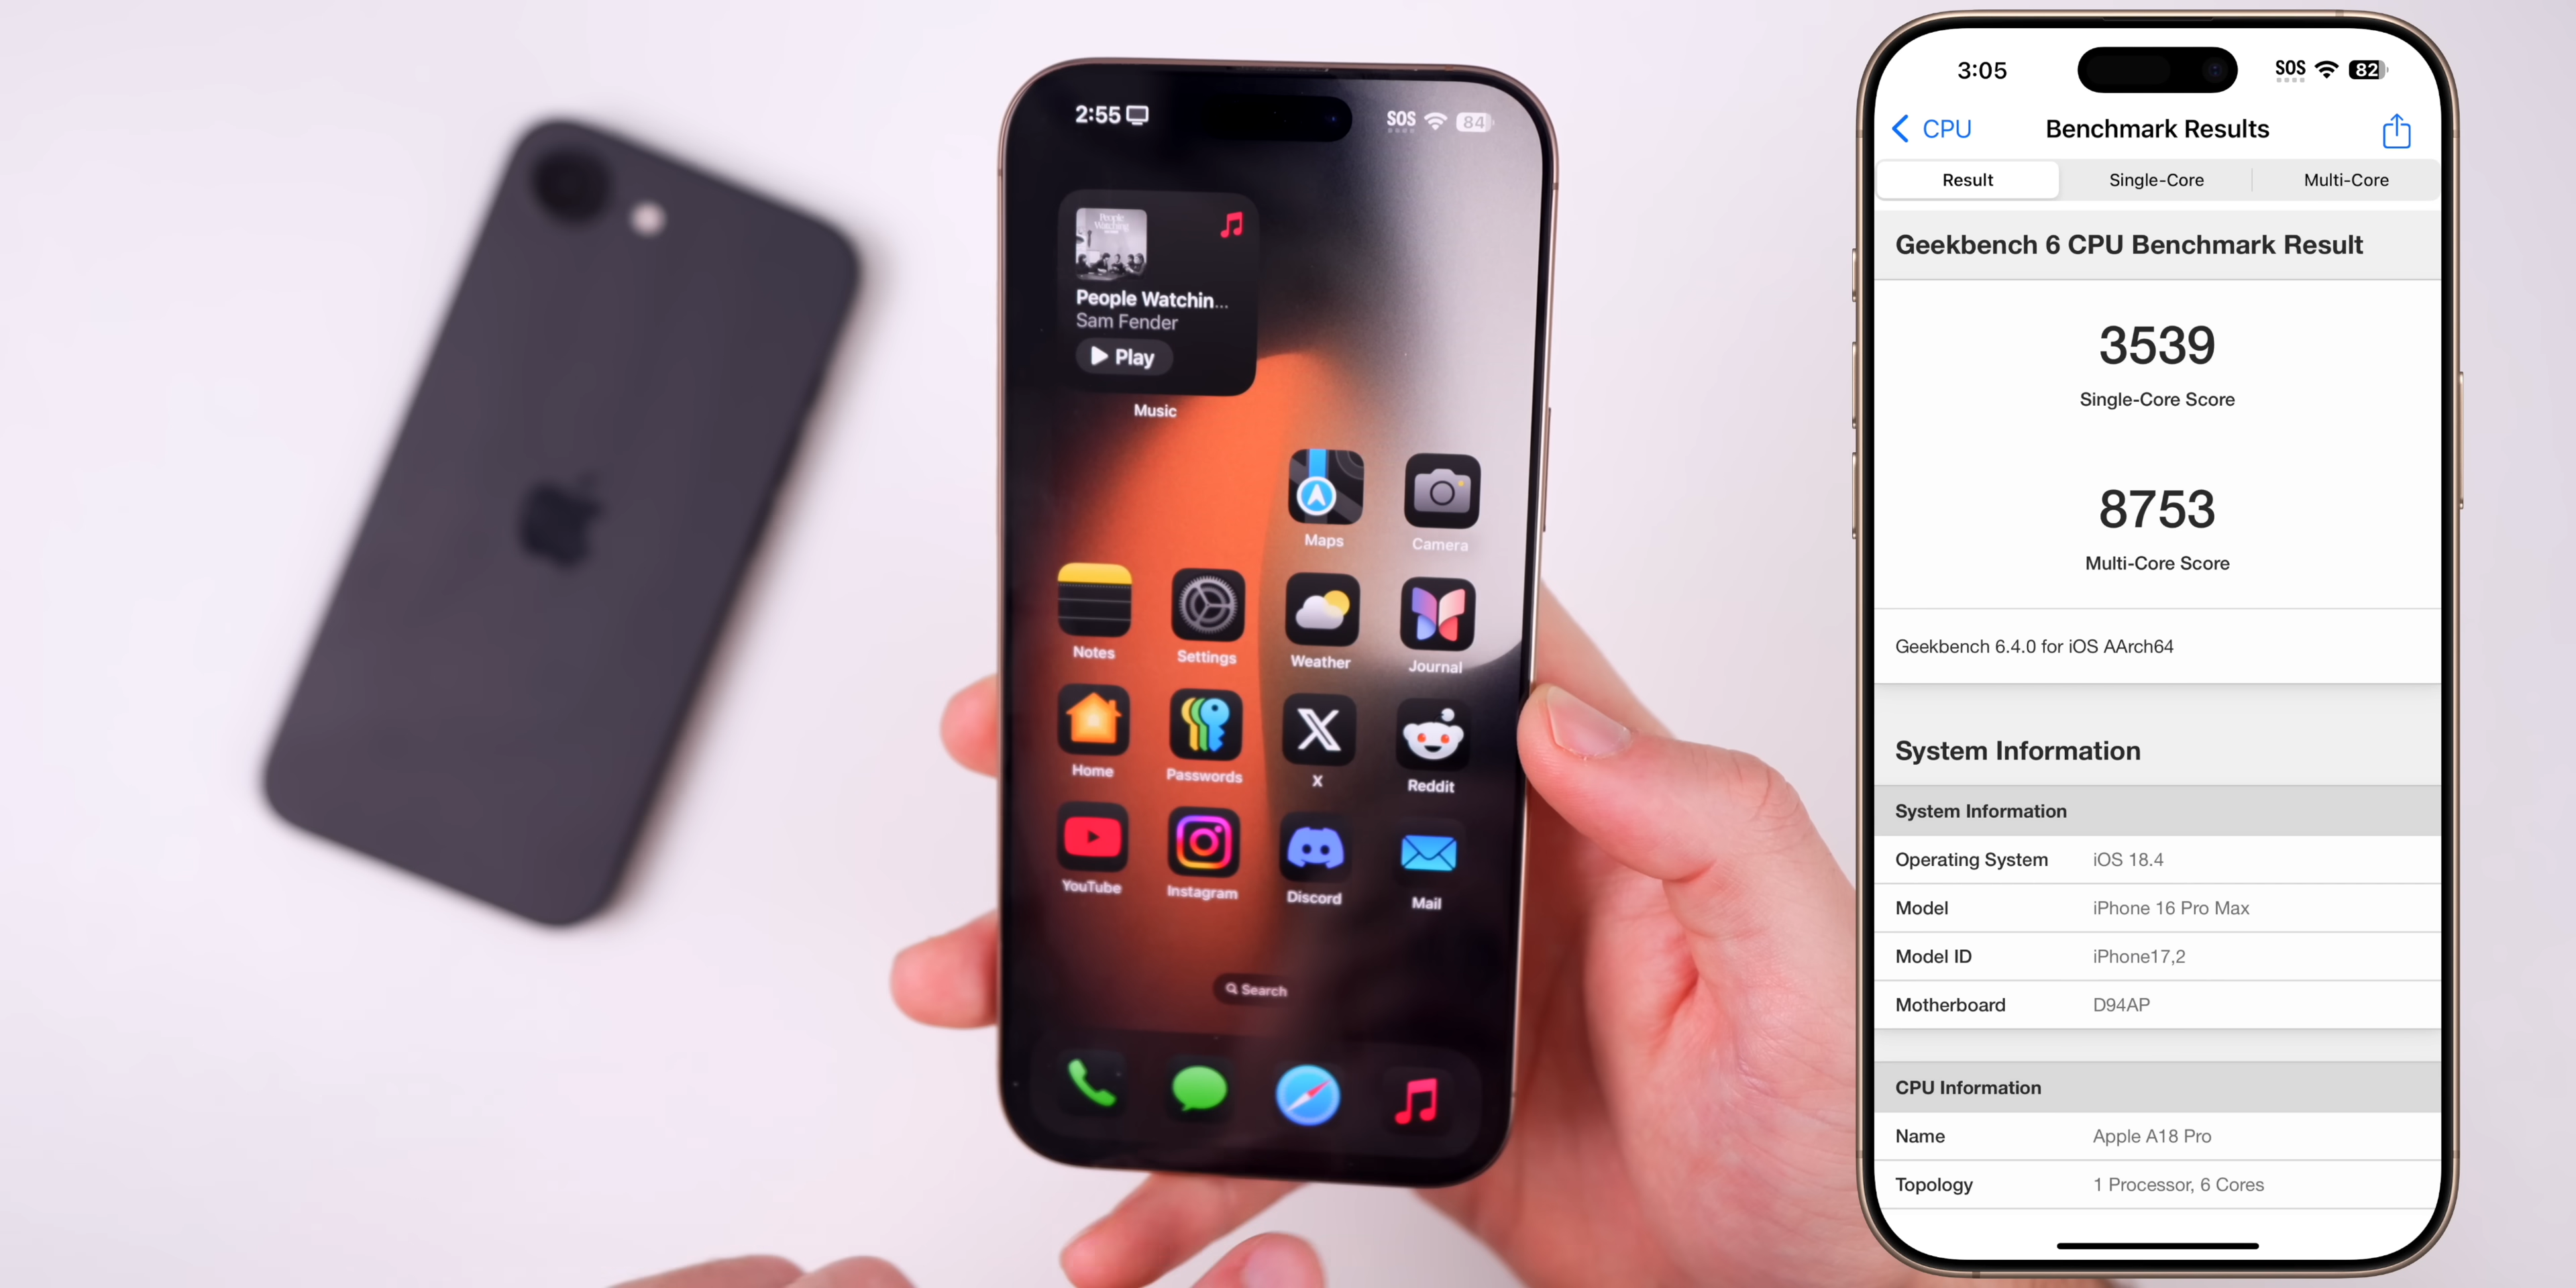 2:55
SOS
84
People Watching
People Watchin...
Sam Fender
Play
Music
Maps
Camera
Notes
Settings
Weather
Journal
Home
Passwords
X
Reddit
YouTube
Instagram
Discord
Mail
Search
3:05
SOS
82
CPU
Benchmark Results
Result
Single-Core
Multi-Core
Geekbench 6 CPU Benchmark Result
3539
Single-Core Score
8753
Multi-Core Score
Geekbench 6.4.0 for iOS AArch64
System Information
System Information
Operating System iOS 18.4
Model iPhone 16 Pro Max
Model ID iPhone17,2
Motherboard D94AP
CPU Information
Name Apple A18 Pro
Topology 1 Processor, 6 Cores